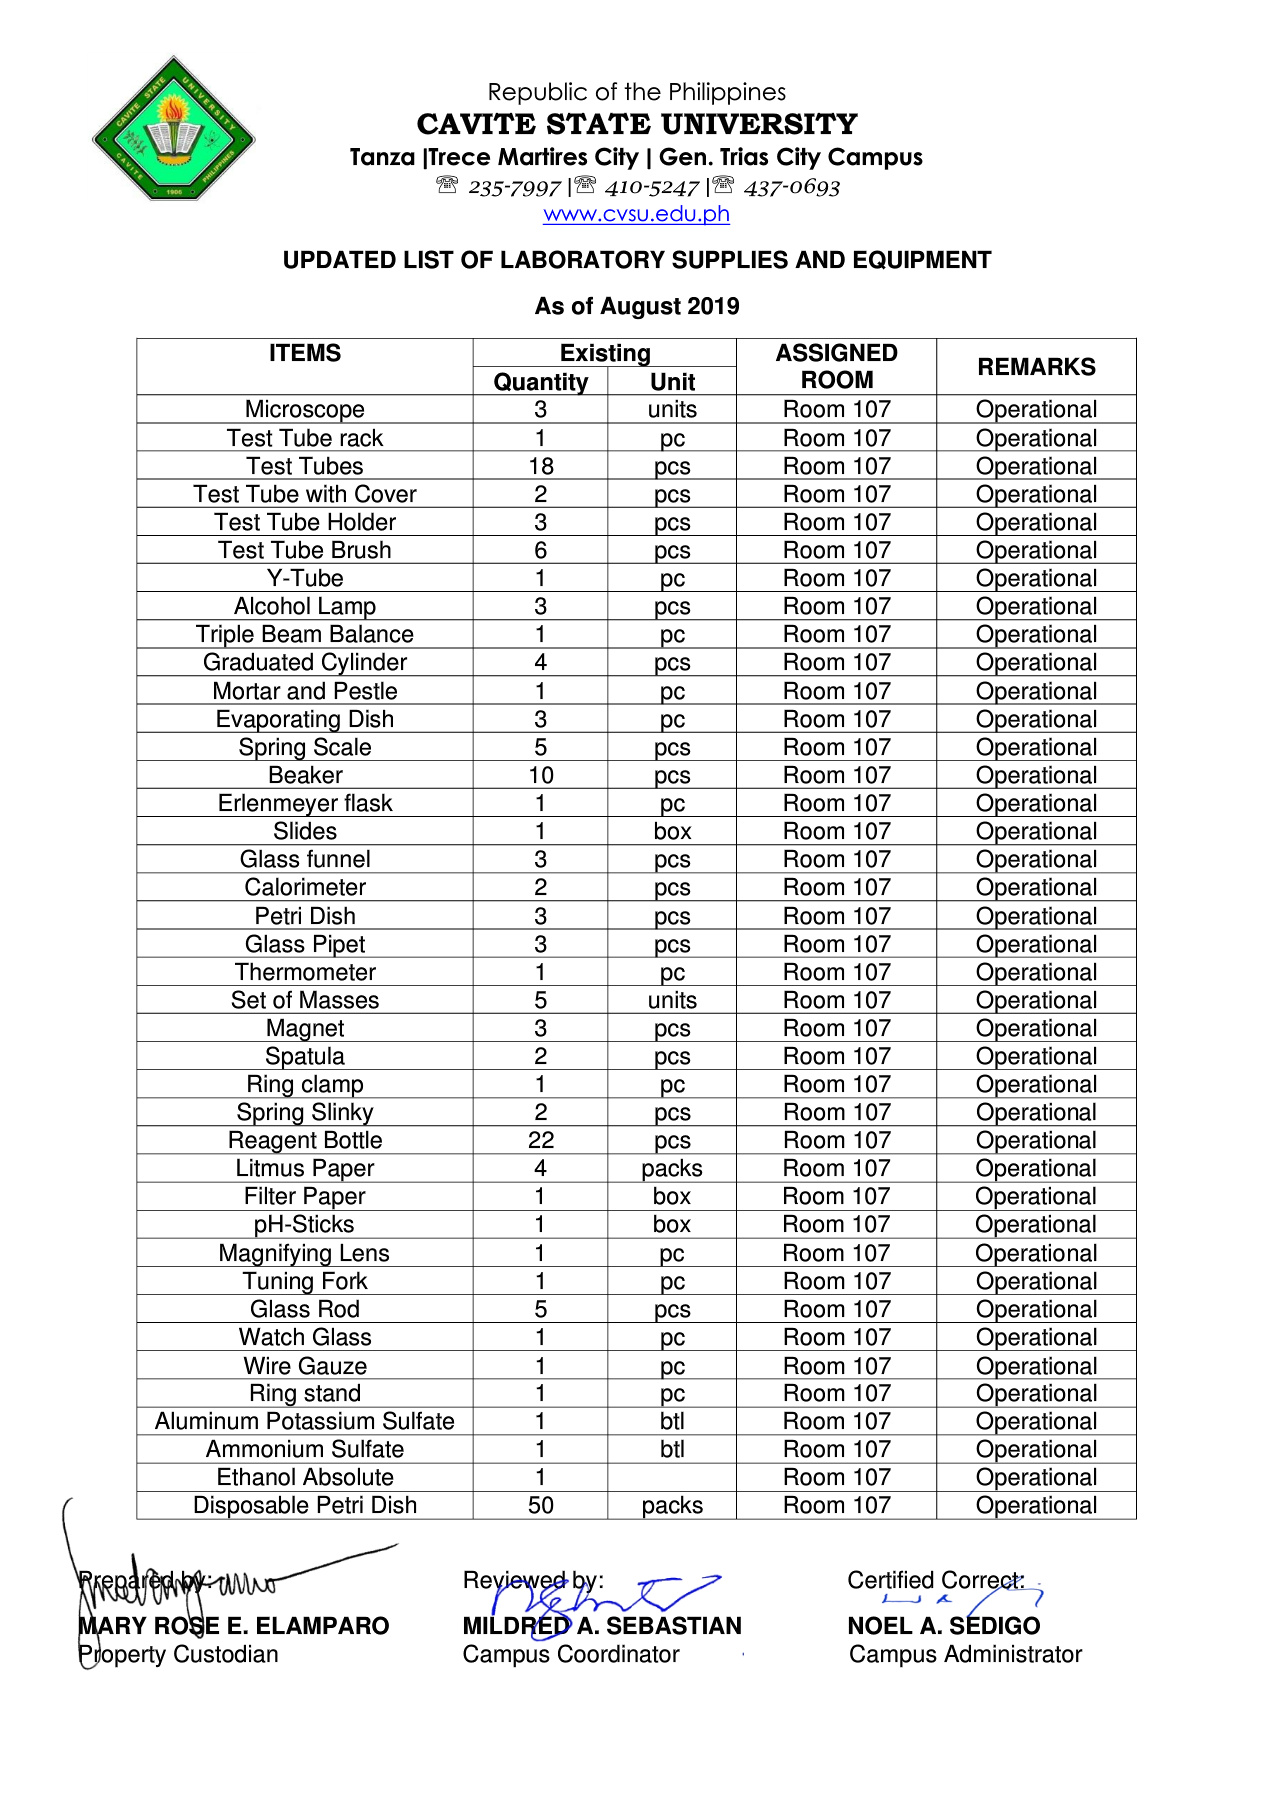 CAVITE STATE UNIVERSITY
CAVITE PHILIPPINES
1906
Republic of the Philippines
CAVITE STATE UNIVERSITY
Tanza |Trece Martires City | Gen. Trias City Campus
☏ 235-7997 |☏ 410-5247 |☏ 437-0693
www.cvsu.edu.ph
UPDATED LIST OF LABORATORY SUPPLIES AND EQUIPMENT
As of August 2019
ITEMS Existing ASSIGNED ROOM REMARKS
Quantity Unit
Microscope 3 units Room 107 Operational
Test Tube rack 1 pc Room 107 Operational
Test Tubes 18 pcs Room 107 Operational
Test Tube with Cover 2 pcs Room 107 Operational
Test Tube Holder 3 pcs Room 107 Operational
Test Tube Brush 6 pcs Room 107 Operational
Y-Tube 1 pc Room 107 Operational
Alcohol Lamp 3 pcs Room 107 Operational
Triple Beam Balance 1 pc Room 107 Operational
Graduated Cylinder 4 pcs Room 107 Operational
Mortar and Pestle 1 pc Room 107 Operational
Evaporating Dish 3 pc Room 107 Operational
Spring Scale 5 pcs Room 107 Operational
Beaker 10 pcs Room 107 Operational
Erlenmeyer flask 1 pc Room 107 Operational
Slides 1 box Room 107 Operational
Glass funnel 3 pcs Room 107 Operational
Calorimeter 2 pcs Room 107 Operational
Petri Dish 3 pcs Room 107 Operational
Glass Pipet 3 pcs Room 107 Operational
Thermometer 1 pc Room 107 Operational
Set of Masses 5 units Room 107 Operational
Magnet 3 pcs Room 107 Operational
Spatula 2 pcs Room 107 Operational
Ring clamp 1 pc Room 107 Operational
Spring Slinky 2 pcs Room 107 Operational
Reagent Bottle 22 pcs Room 107 Operational
Litmus Paper 4 packs Room 107 Operational
Filter Paper 1 box Room 107 Operational
pH-Sticks 1 box Room 107 Operational
Magnifying Lens 1 pc Room 107 Operational
Tuning Fork 1 pc Room 107 Operational
Glass Rod 5 pcs Room 107 Operational
Watch Glass 1 pc Room 107 Operational
Wire Gauze 1 pc Room 107 Operational
Ring stand 1 pc Room 107 Operational
Aluminum Potassium Sulfate 1 btl Room 107 Operational
Ammonium Sulfate 1 btl Room 107 Operational
Ethanol Absolute 1 Room 107 Operational
Disposable Petri Dish 50 packs Room 107 Operational
Prepared by: Reviewed by: Certified Correct:
MARY ROSE E. ELAMPARO MILDRED A. SEBASTIAN NOEL A. SEDIGO
Property Custodian Campus Coordinator Campus Administrator